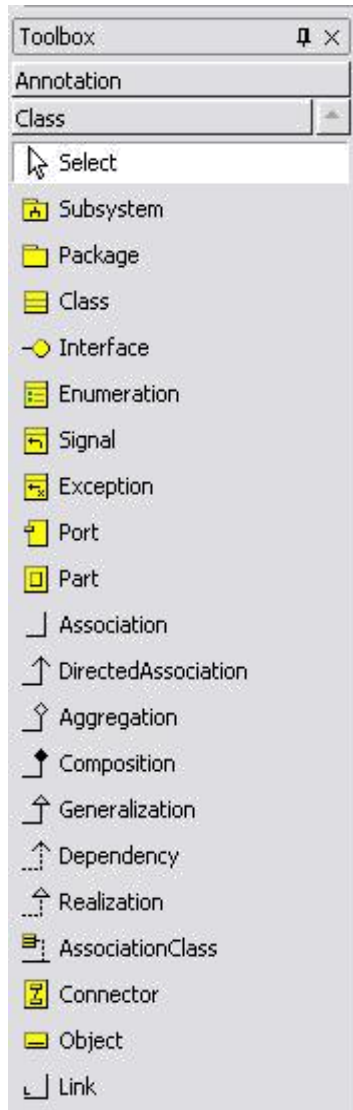 Toolbox
Annotation
Class
Select
Subsystem
Package
Class
Interface
Enumeration
Signal
Exception
Port
Part
Association
DirectedAssociation
Aggregation
Composition
Generalization
Dependency
Realization
AssociationClass
Connector
Object
Link